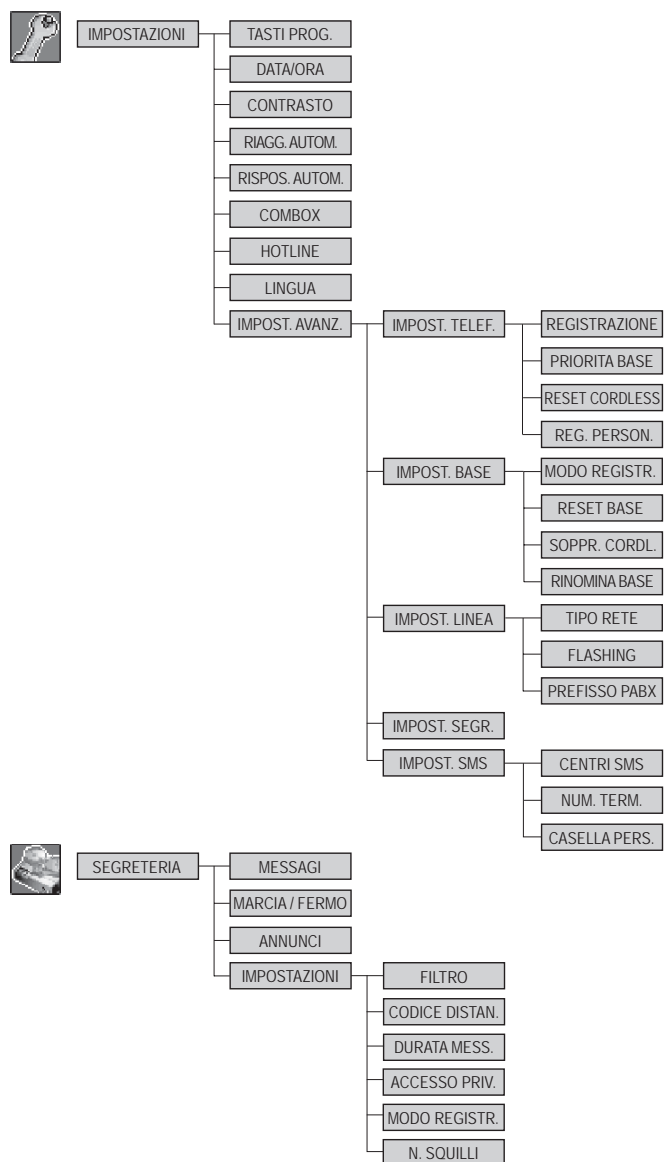 IMPOSTAZIONI
TASTI PROG.
DATA/ORA
CONTRASTO
RIAGG. AUTOM.
RISPOS. AUTOM.
COMBOX
HOTLINE
LINGUA
IMPOST. AVANZ.
IMPOST. TELEF.
REGISTRAZIONE
PRIORITA BASE
RESET CORDLESS
REG. PERSON.
IMPOST. BASE
MODO REGISTR.
RESET BASE
SOPPR. CORDL.
RINOMINA BASE
IMPOST. LINEA
TIPO RETE
FLASHING
PREFISSO PABX
IMPOST. SEGR.
IMPOST. SMS
CENTRI SMS
NUM. TERM.
CASELLA PERS.
SEGRETERIA
MESSAGI
MARCIA / FERMO
ANNUNCI
IMPOSTAZIONI
FILTRO
CODICE DISTAN.
DURATA MESS.
ACCESSO PRIV.
MODO REGISTR.
N. SQUILLI